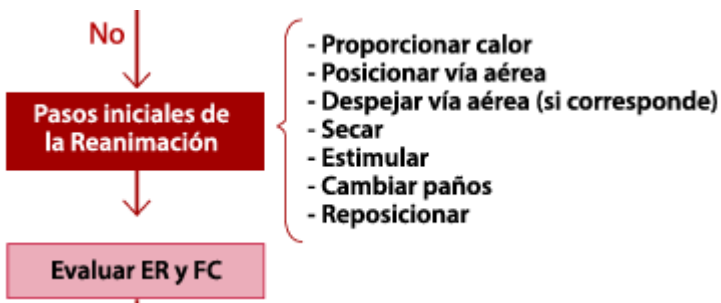 No
Pasos iniciales de
la Reanimación
- Proporcionar calor
- Posicionar vía aérea
- Despejar vía aérea (si corresponde)
- Secar
- Estimular
- Cambiar paños
- Reposicionar
Evaluar ER y FC